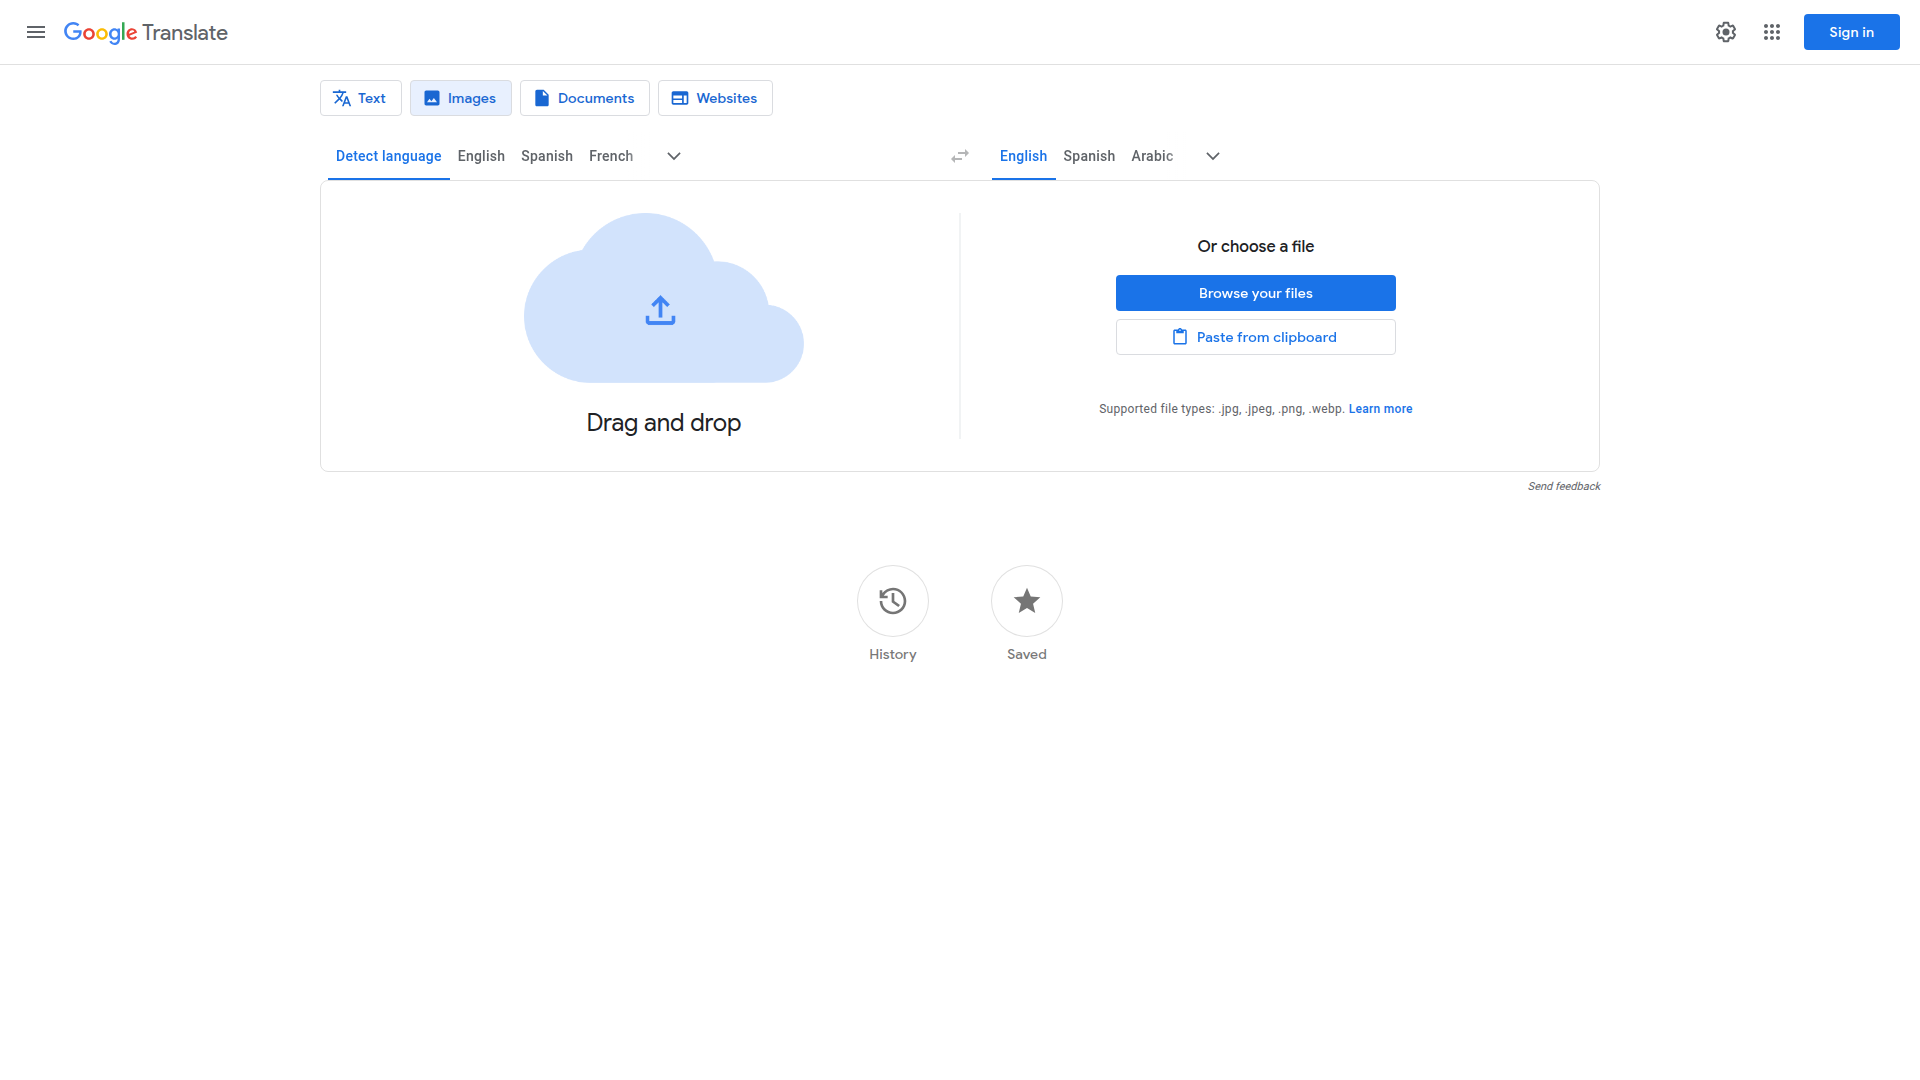 Google Translate
Sign in
Text
Images
Documents
Websites
Detect language
English
Spanish
French
English
Spanish
Arabic
Drag and drop
Or choose a file
Browse your files
Paste from clipboard
Supported file types: .jpg, .jpeg, .png, .webp. Learn more
Send feedback
History
Saved